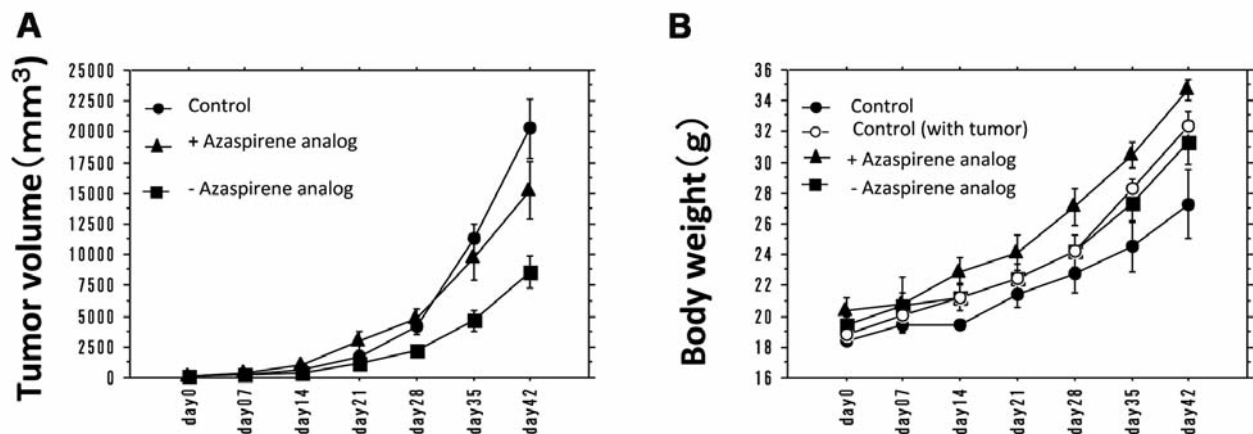 A
Tumor volume(mm³)
25000
22500
20000
17500
15000
12500
10000
7500
5000
2500
0
Control
+ Azaspirene analog
- Azaspirene analog
day0
day07
day14
day21
day28
day35
day42
B
Body weight(g)
36
34
32
30
28
26
24
22
20
18
16
Control
Control (with tumor)
+ Azaspirene analog
- Azaspirene analog
day0
day07
day14
day21
day28
day35
day42